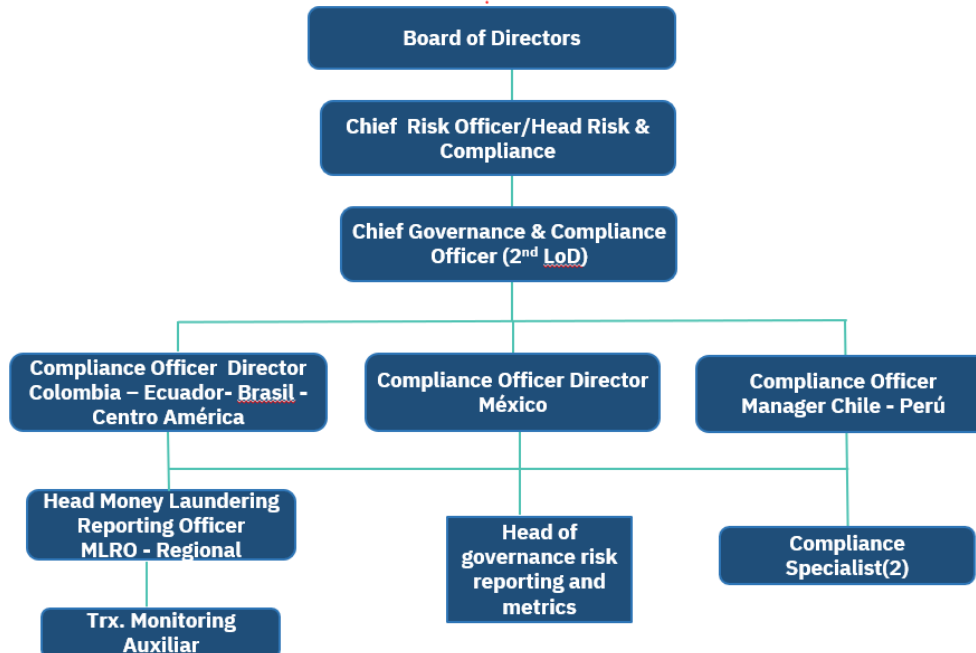 Board of Directors
Chief Risk Officer/Head Risk &
Compliance
Chief Governance & Compliance
Officer (2nd LoD)
Compliance Officer Director
Colombia – Ecuador- Brasil -
Centro América
Compliance Officer Director
México
Compliance Officer
Manager Chile - Perú
Head Money Laundering
Reporting Officer
MLRO - Regional
Head of
governance risk
reporting and
metrics
Compliance
Specialist(2)
Trx. Monitoring
Auxiliar